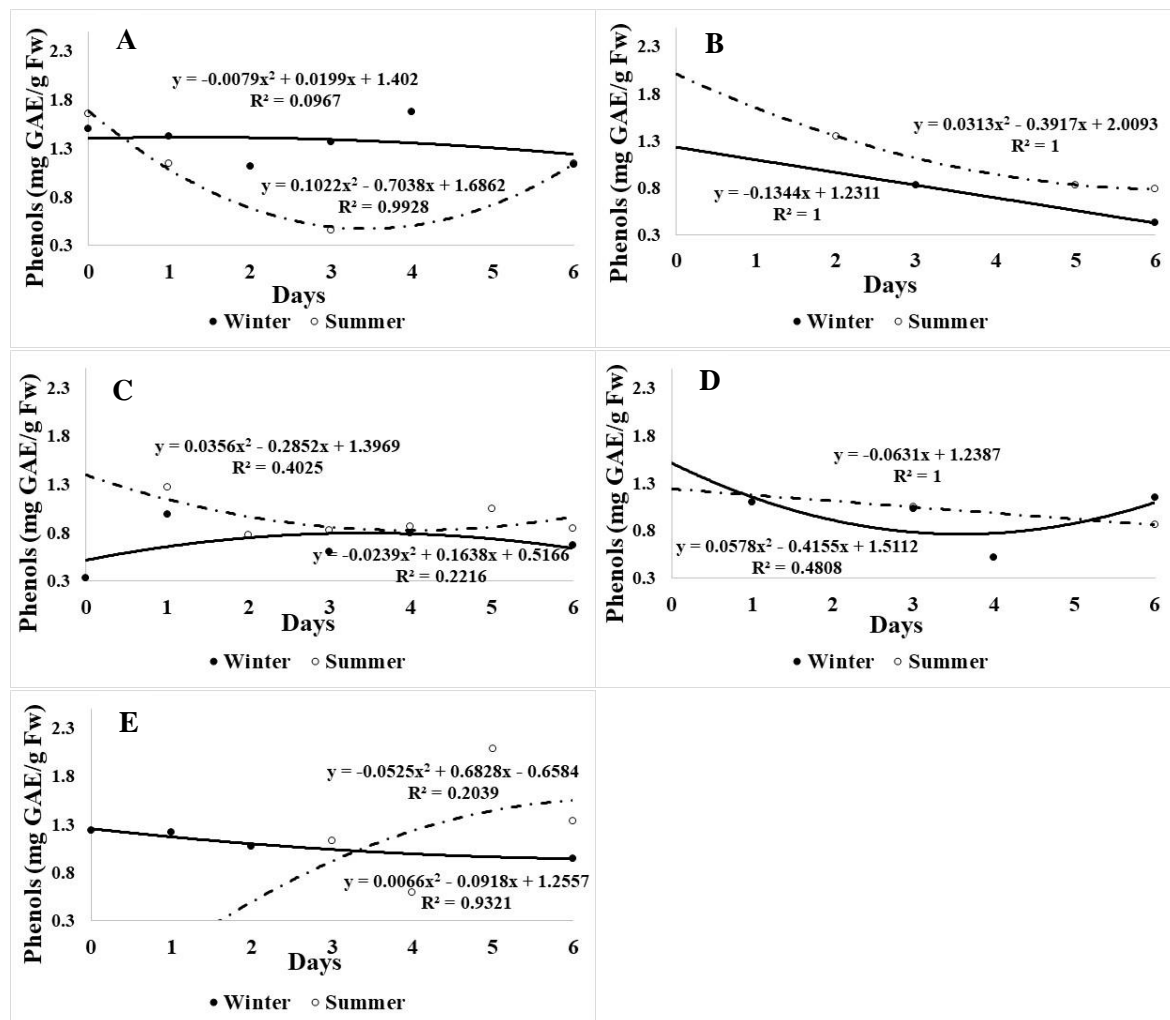 A
Phenols (mg GAE/g Fw)
2.3
1.8
1.3
0.8
0.3
y = -0.0079x² + 0.0199x + 1.402
R² = 0.0967
y = 0.1022x² - 0.7038x + 1.6862
R² = 0.9928
0 1 2 3 4 5 6
Days
Winter Summer
B
Phenols (mg GAE/g Fw)
2.3
1.8
1.3
0.8
0.3
y = 0.0313x² - 0.3917x + 2.0093
R² = 1
y = -0.1344x + 1.2311
R² = 1
0 1 2 3 4 5 6
Days
Winter Summer
C
Phenols (mg GAE/g Fw)
2.3
1.8
1.3
0.8
0.3
y = 0.0356x² - 0.2852x + 1.3969
R² = 0.4025
y = -0.0239x² + 0.1638x + 0.5166
R² = 0.2216
0 1 2 3 4 5 6
Days
Winter Summer
D
Phenols (mg GAE/g Fw)
2.3
1.8
1.3
0.8
0.3
y = -0.0631x + 1.2387
R² = 1
y = 0.0578x² - 0.4155x + 1.5112
R² = 0.4808
0 1 2 3 4 5 6
Days
Winter Summer
E
Phenols (mg GAE/g Fw)
2.3
1.8
1.3
0.8
0.3
y = -0.0525x² + 0.6828x - 0.6584
R² = 0.2039
y = 0.0066x² - 0.0918x + 1.2557
R² = 0.9321
0 1 2 3 4 5 6
Days
Winter Summer